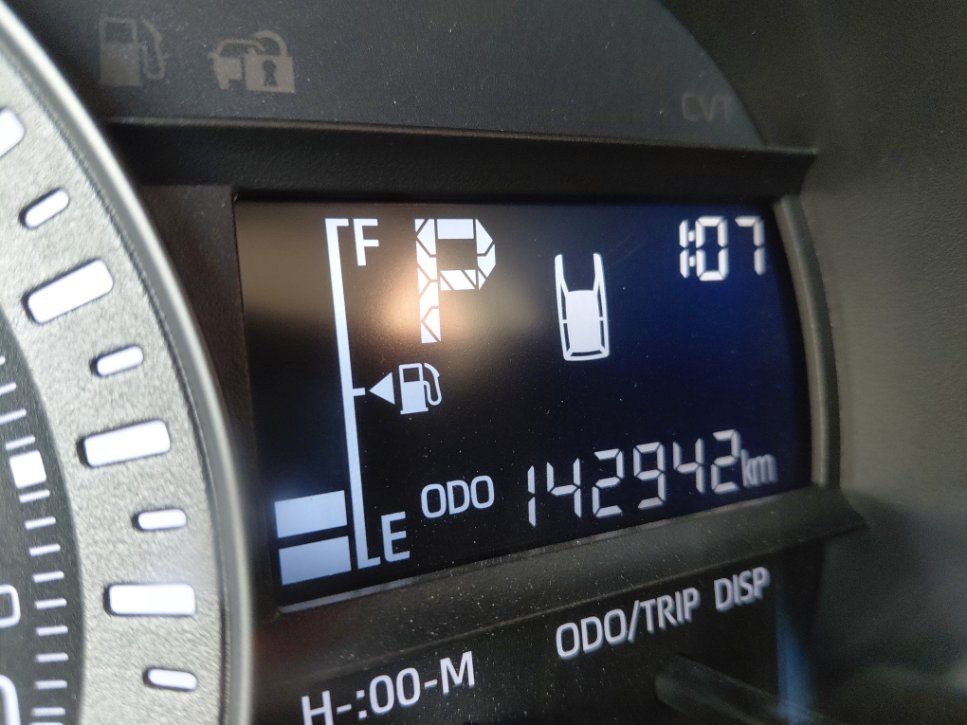 CVT
F
P
1:07
ODO 142942km
E
ODO/TRIP DISP
H-:00-M